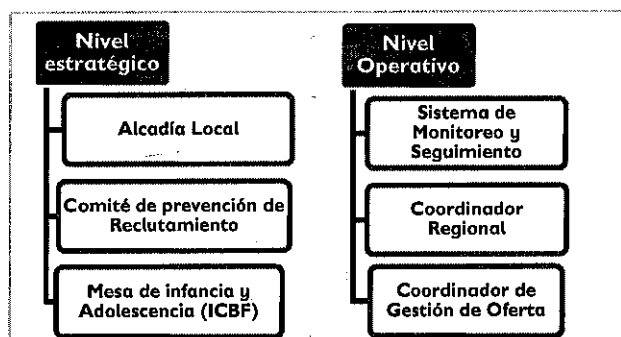 Nivel
estratégico
Alcadía Local
Comité de prevención de
Reclutamiento
Mesa de infancia y
Adolescencia (ICBF)
Nivel
Operativo
Sistema de
Monitoreo y
Seguimiento
Coordinador
Regional
Coordinador de
Gestión de Oferta